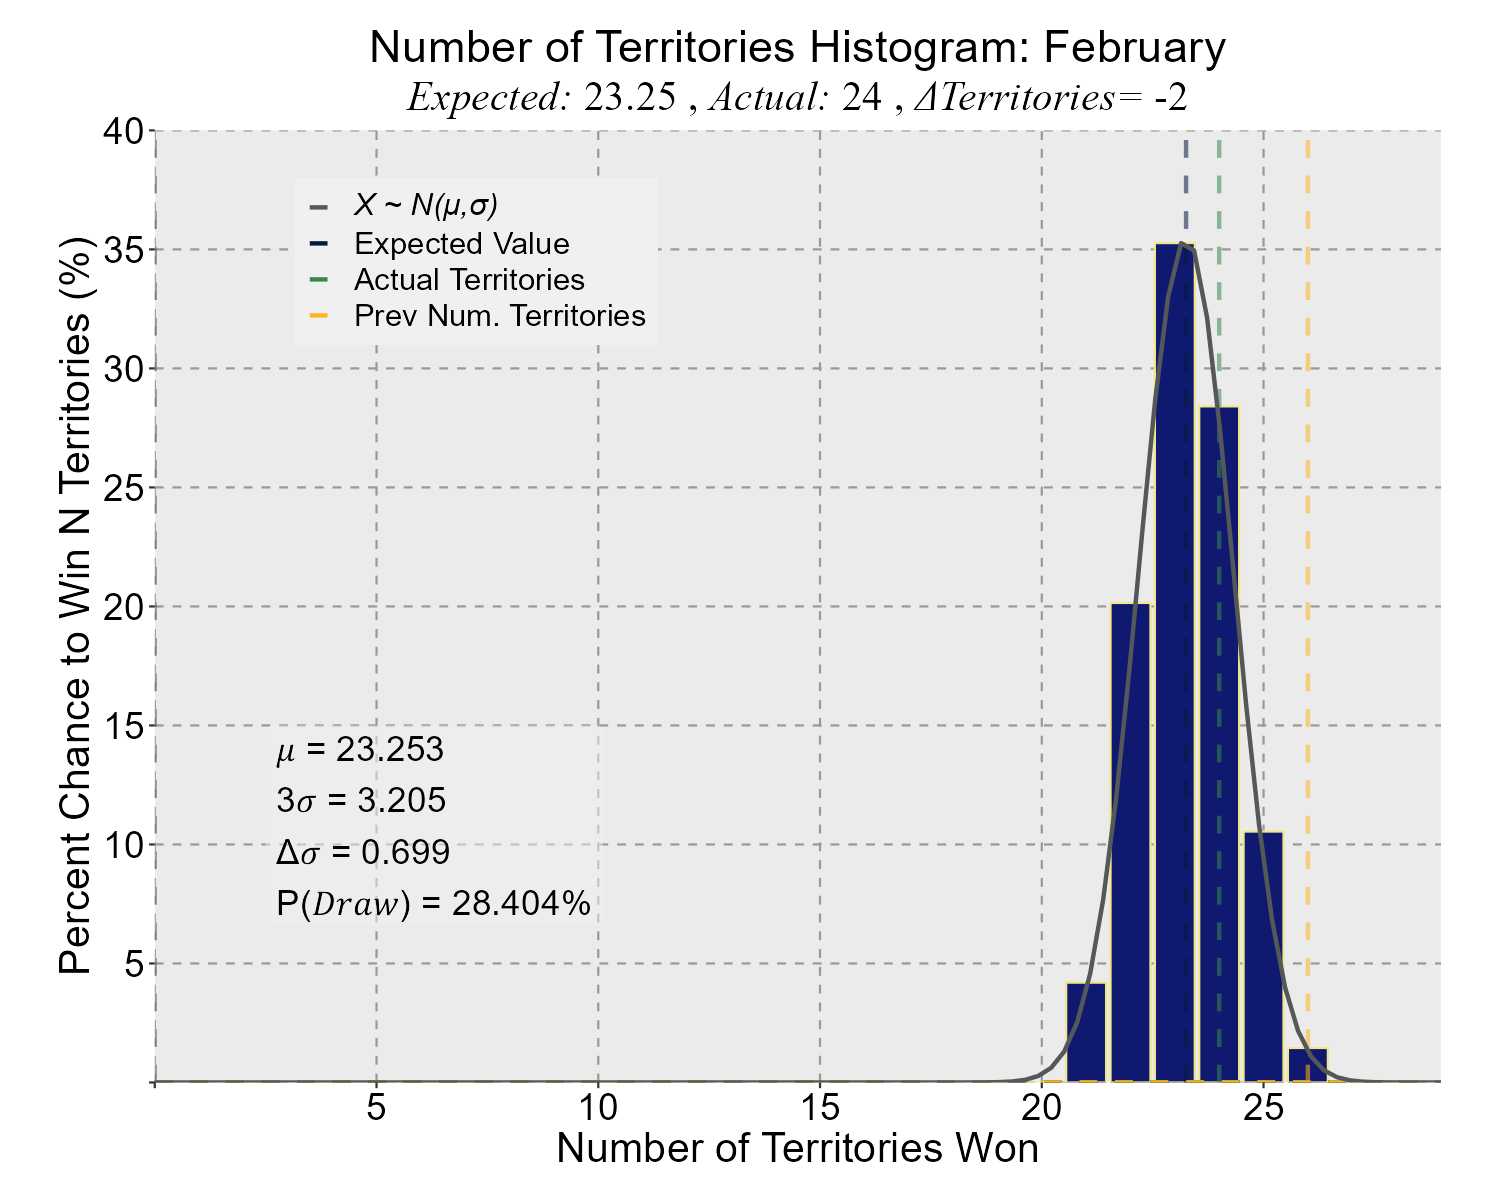 Number of Territories Histogram: February
Expected: 23.25 , Actual: 24 , ΔTerritories= -2
40
35
30
25
20
15
10
5
Percent Chance to Win N Territories (%)
X ~ N(μ,σ)
Expected Value
Actual Territories
Prev Num. Territories
μ = 23.253
3σ = 3.205
Δσ = 0.699
P(Draw) = 28.404%
5 10 15 20 25
Number of Territories Won